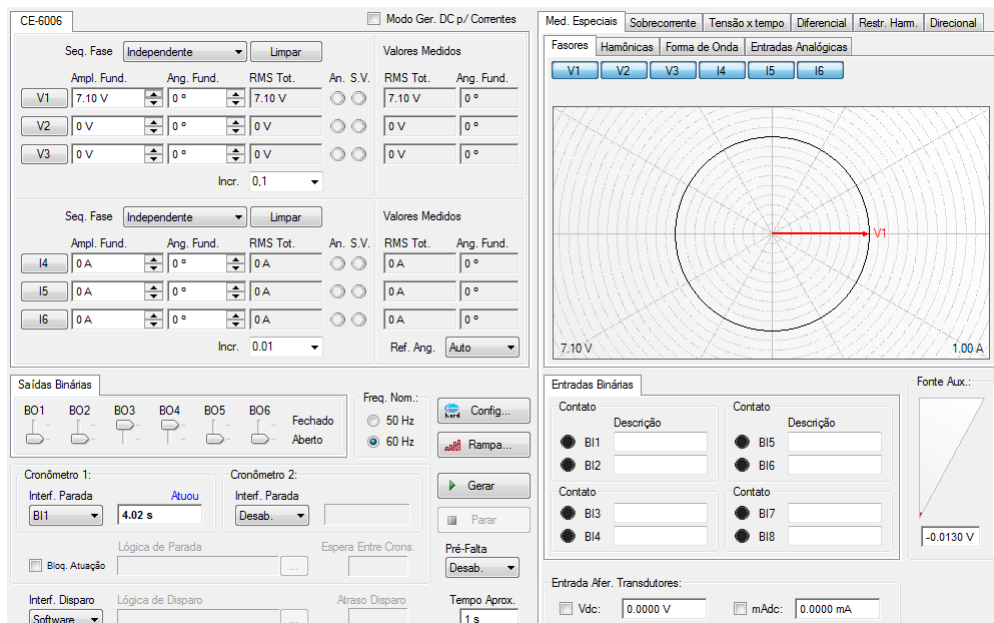 CE-6006
Modo Ger. DC p/ Correntes
Seq. Fase Independente Limpar Valores Medidos
Ampl. Fund. Ang. Fund. RMS Tot. An. S.V. RMS Tot. Ang. Fund.
V1 7.10 V 0 º 7.10 V 7.10 V 0 º
V2 0 V 0 º 0 V 0 V 0 º
V3 0 V 0 º 0 V 0 V 0 º
Incr. 0,1
Seq. Fase Independente Limpar Valores Medidos
Ampl. Fund. Ang. Fund. RMS Tot. An. S.V. RMS Tot. Ang. Fund.
I4 0 A 0 º 0 A 0 A 0 º
I5 0 A 0 º 0 A 0 A 0 º
I6 0 A 0 º 0 A 0 A 0 º
Incr. 0.01 Ref. Ang. Auto
Med. Especiais Sobrecorrente Tensão x tempo Diferencial Restr. Harm. Direcional
Fasores Harmônicas Forma de Onda Entradas Analógicas
V1 V2 V3 I4 I5 I6
V1
7.10 V 1.00 A
Saídas Binárias
BO1 BO2 BO3 BO4 BO5 BO6
Fechado
Aberto
Freq. Nom.:
50 Hz
60 Hz
Config...
Rampa...
Cronômetro 1:
Interf. Parada Atuou
BI1 4.02 s
Cronômetro 2:
Interf. Parada
Desab.
Gerar
Parar
Lógica de Parada Espera Entre Crons.
Bloq. Atuação ...
Pré-Falta
Desab.
Interf. Disparo Lógica de Disparo Atraso Disparo Tempo Aprox.
Software ... 1 s
Entradas Binárias
Contato Contato
Descrição Descrição
BI1 BI5
BI2 BI6
Contato Contato
BI3 BI7
BI4 BI8
Fonte Aux.:
-0.0130 V
Entrada Afer. Transdutores:
Vdc: 0.0000 V mAdc: 0.0000 mA